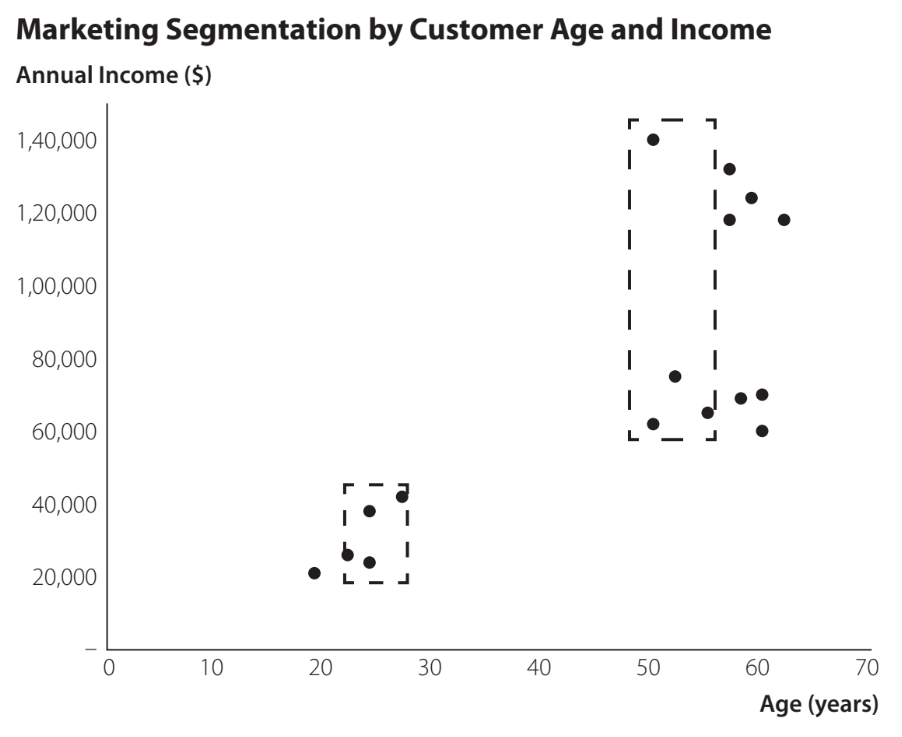 Marketing Segmentation by Customer Age and Income
Annual Income ($)
1,40,000
1,20,000
1,00,000
80,000
60,000
40,000
20,000
–
0 10 20 30 40 50 60 70
Age (years)